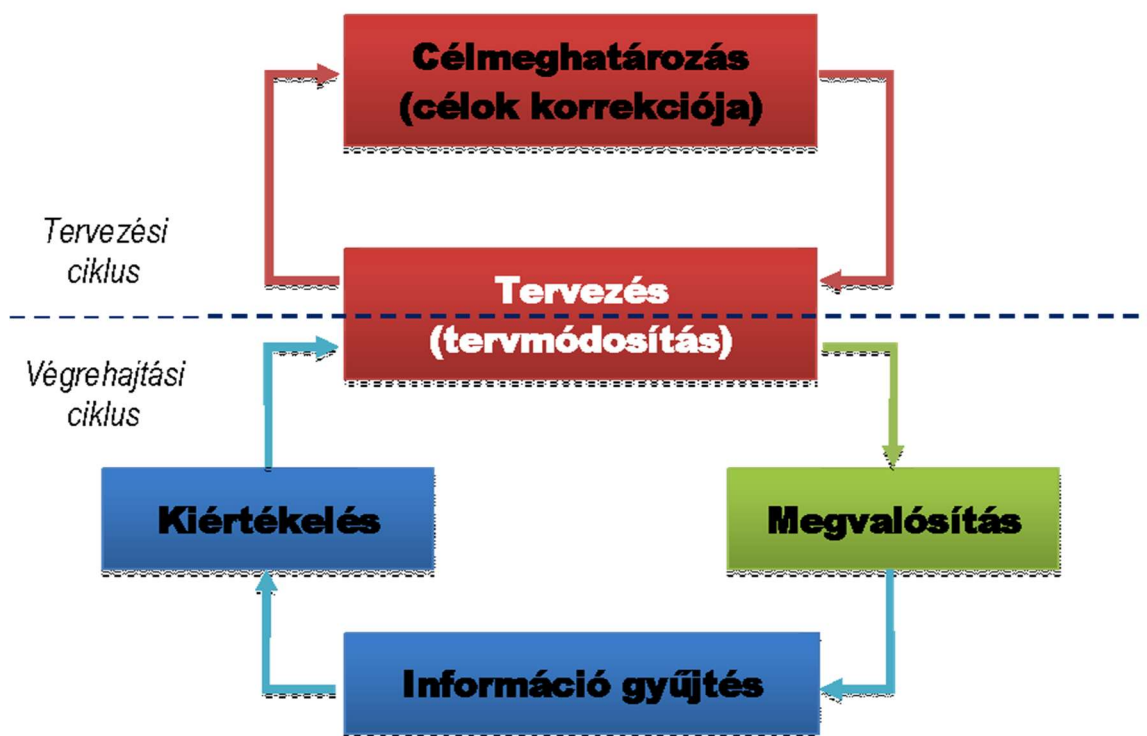 Célmeghatározás
(célok korrekciója)
Tervezési
ciklus
Tervezés
(tervmódosítás)
Végrehajtási
ciklus
Kiértékelés
Megvalósítás
Információ gyűjtés